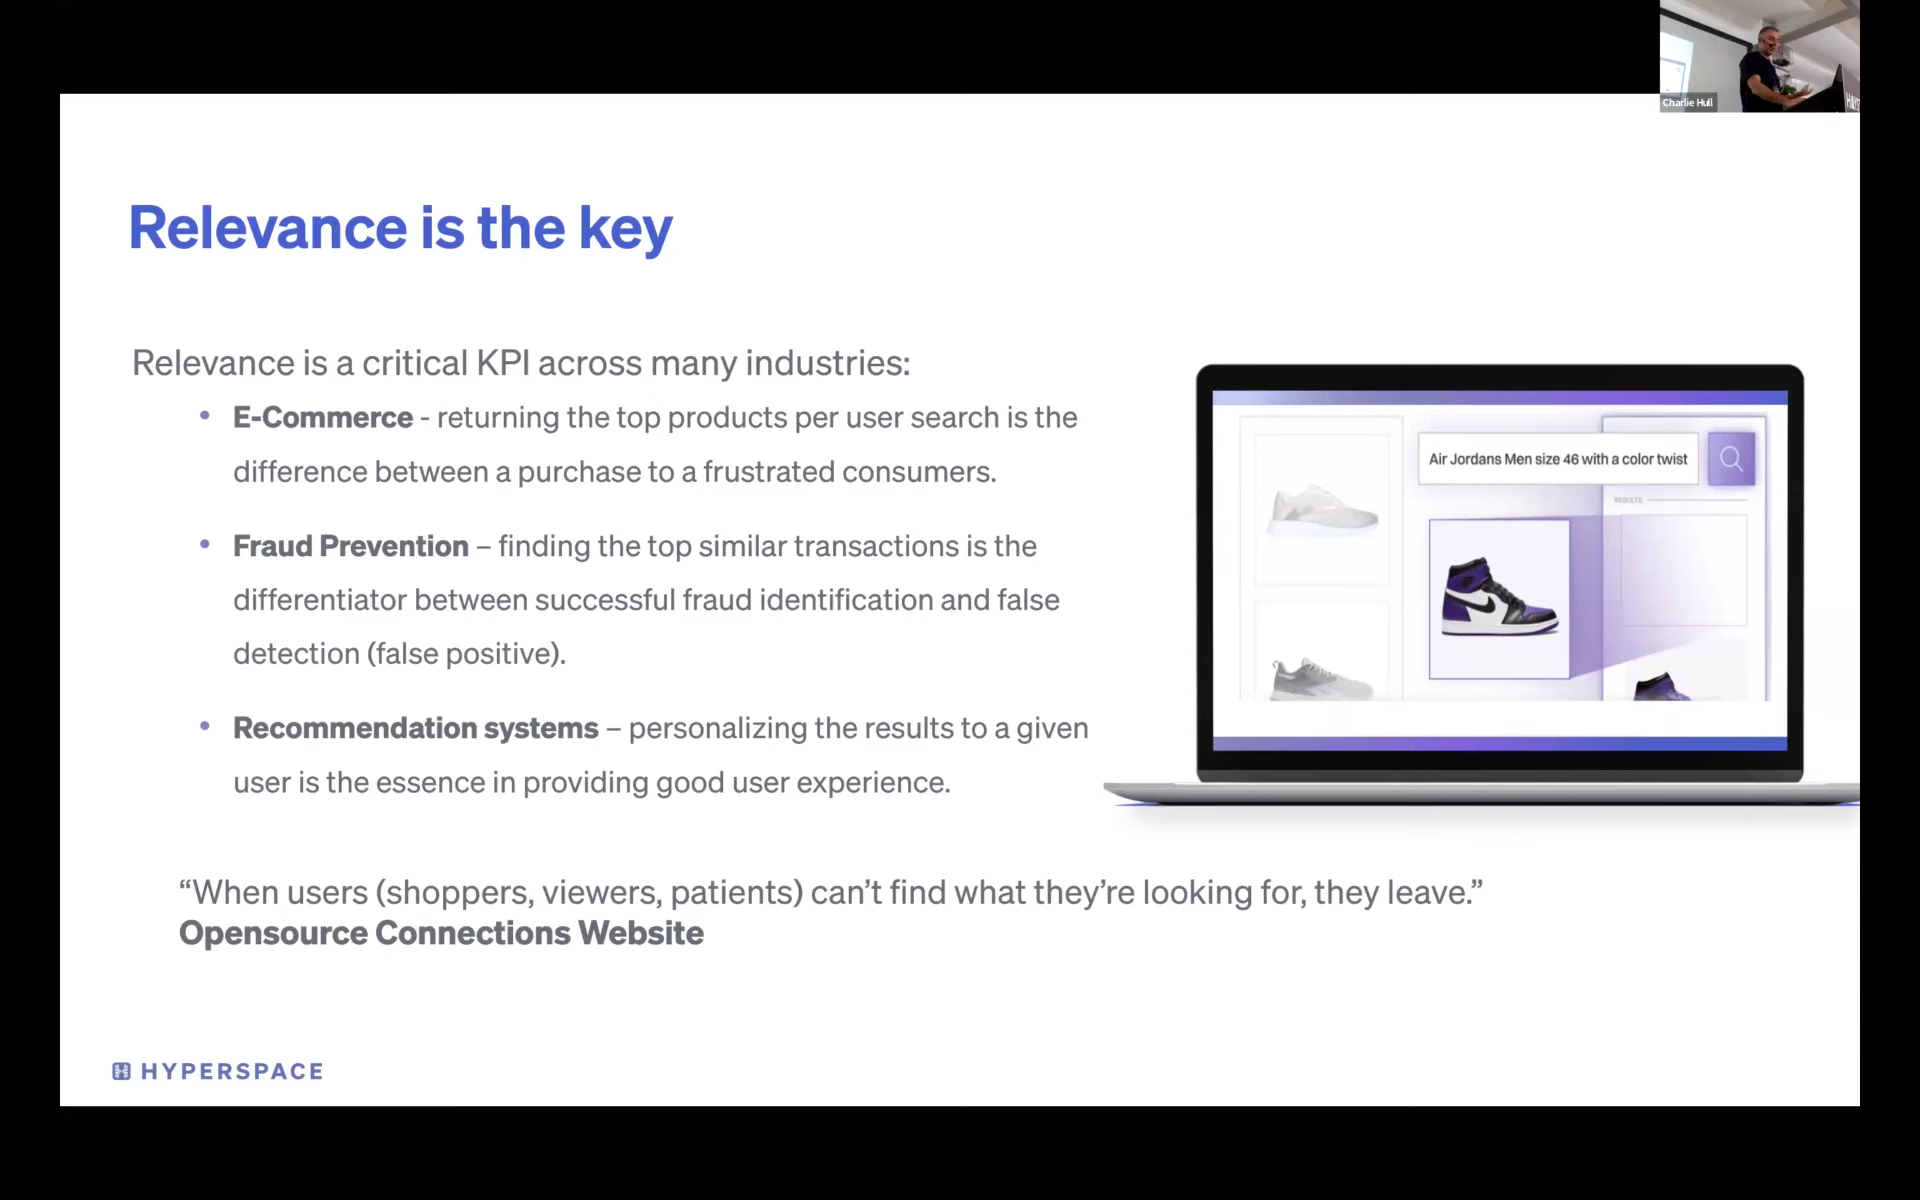 Charlie Hull
Relevance is the key
Relevance is a critical KPI across many industries:
• E-Commerce - returning the top products per user search is the
difference between a purchase to a frustrated consumers.
• Fraud Prevention – finding the top similar transactions is the
differentiator between successful fraud identification and false
detection (false positive).
• Recommendation systems – personalizing the results to a given
user is the essence in providing good user experience.
Air Jordans Men size 46 with a color twist
RESULTS
“When users (shoppers, viewers, patients) can’t find what they’re looking for, they leave.”
Opensource Connections Website
HYPERSPACE